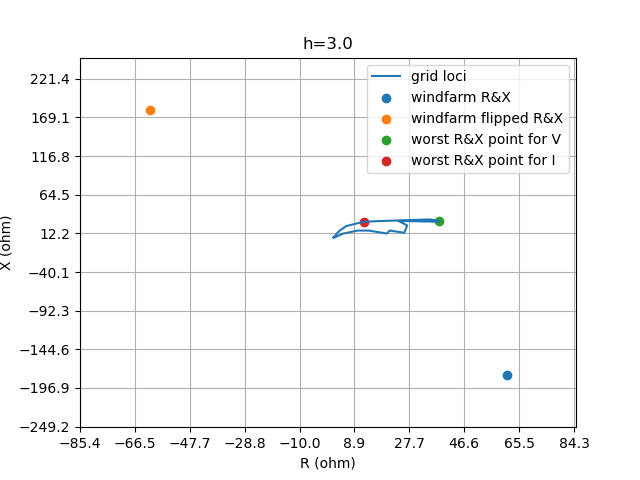 h=3.0
grid loci
windfarm R&X
windfarm flipped R&X
worst R&X point for V
worst R&X point for I
221.4
169.1
116.8
64.5
12.2
−40.1
−92.3
−144.6
−196.9
−249.2
X (ohm)
−85.4 −66.5 −47.7 −28.8 −10.0 8.9 27.7 46.6 65.5 84.3
R (ohm)